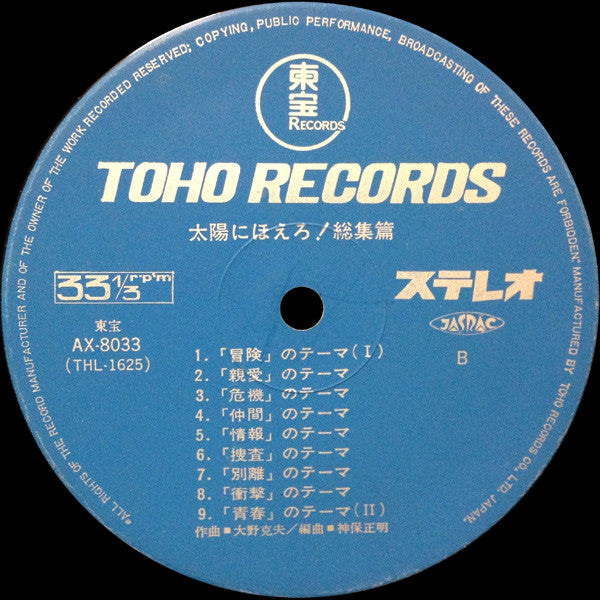 "ALL RIGHTS OF THE RECORD MANUFACTURER AND OF THE OWNER OF THE WORK RECORDED RESERVED; COPYING, PUBLIC PERFORMANCE, BROADCASTING OF THESE RECORDS ARE FORBIDDEN." MANUFACTURED BY TOHO RECORDS CO., LTD. JAPAN.
東宝
RECORDS
TOHO RECORDS
太陽にほえろ!総集篇
33 1/3 r·p·m
ステレオ
東宝
AX-8033
(THL-1625)
JASRAC
B
1.「冒険」のテーマ(I)
2.「親愛」のテーマ
3.「危機」のテーマ
4.「仲間」のテーマ
5.「情報」のテーマ
6.「捜査」のテーマ
7.「別離」のテーマ
8.「衝撃」のテーマ
9.「青春」のテーマ(II)
作曲■大野克夫/編曲■神保正明